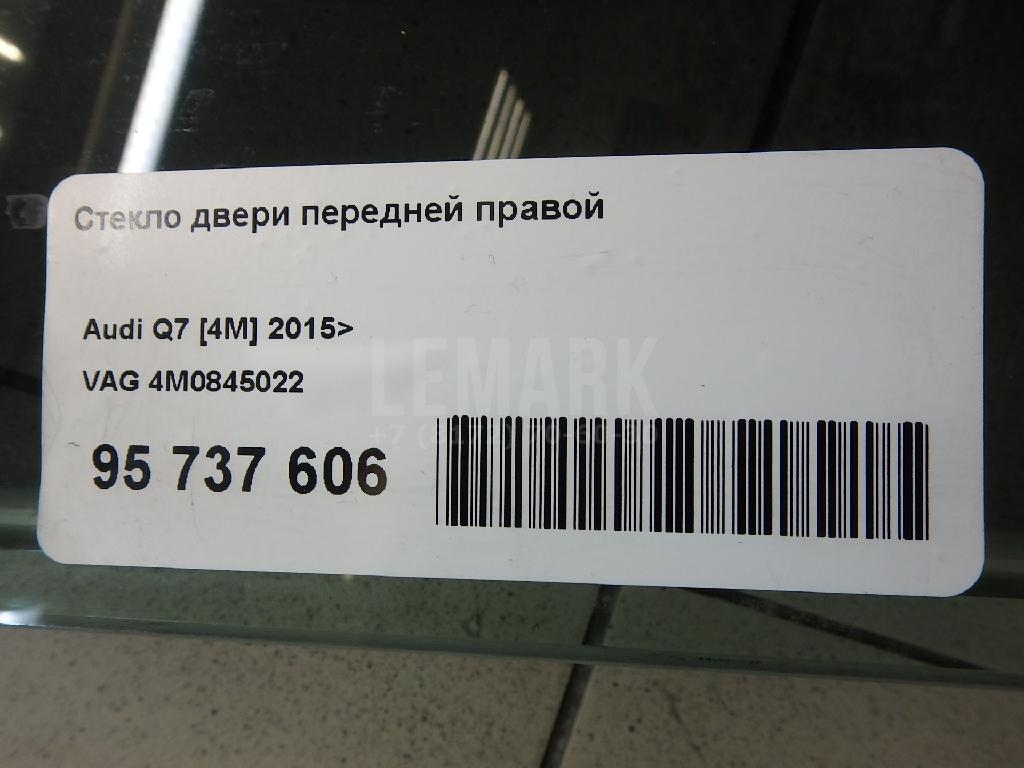 Стекло двери передней правой
Audi Q7 [4M] 2015>
VAG 4M0845022
LEMARK
95 737 606